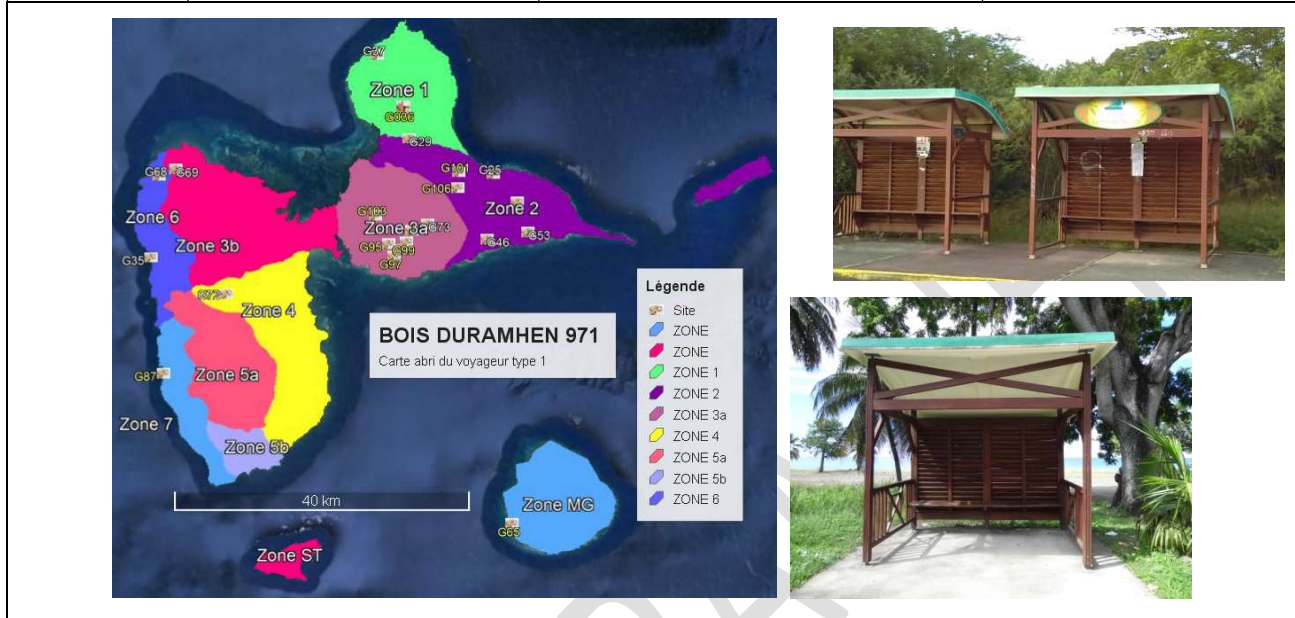 G27
Zone 1
G036
G29
G68
G69
G101
G25
G106
Zone 2
Zone 6
G103
Zone 3a
G73
Zone 3b
G95
G99
G46
G53
G35
G97
G72
Zone 4
Légende
Site
ZONE
ZONE
ZONE 1
ZONE 2
ZONE 3a
ZONE 4
ZONE 5a
ZONE 5b
ZONE 6
BOIS DURAMHEN 971
Carte abri du voyageur type 1
G87
Zone 5a
Zone 7
Zone 5b
40 km
Zone MG
G65
Zone ST